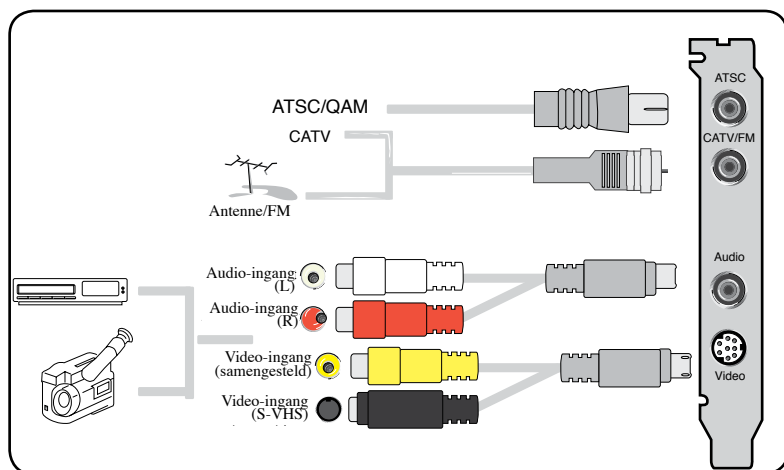 ATSC
ATSC/QAM
CATV
CATV/FM
Antenne/FM
Audio-ingang
(L)
Audio
Audio-ingang
(R)
Video-ingang
(samengesteld)
Video
Video-ingang
(S-VHS)